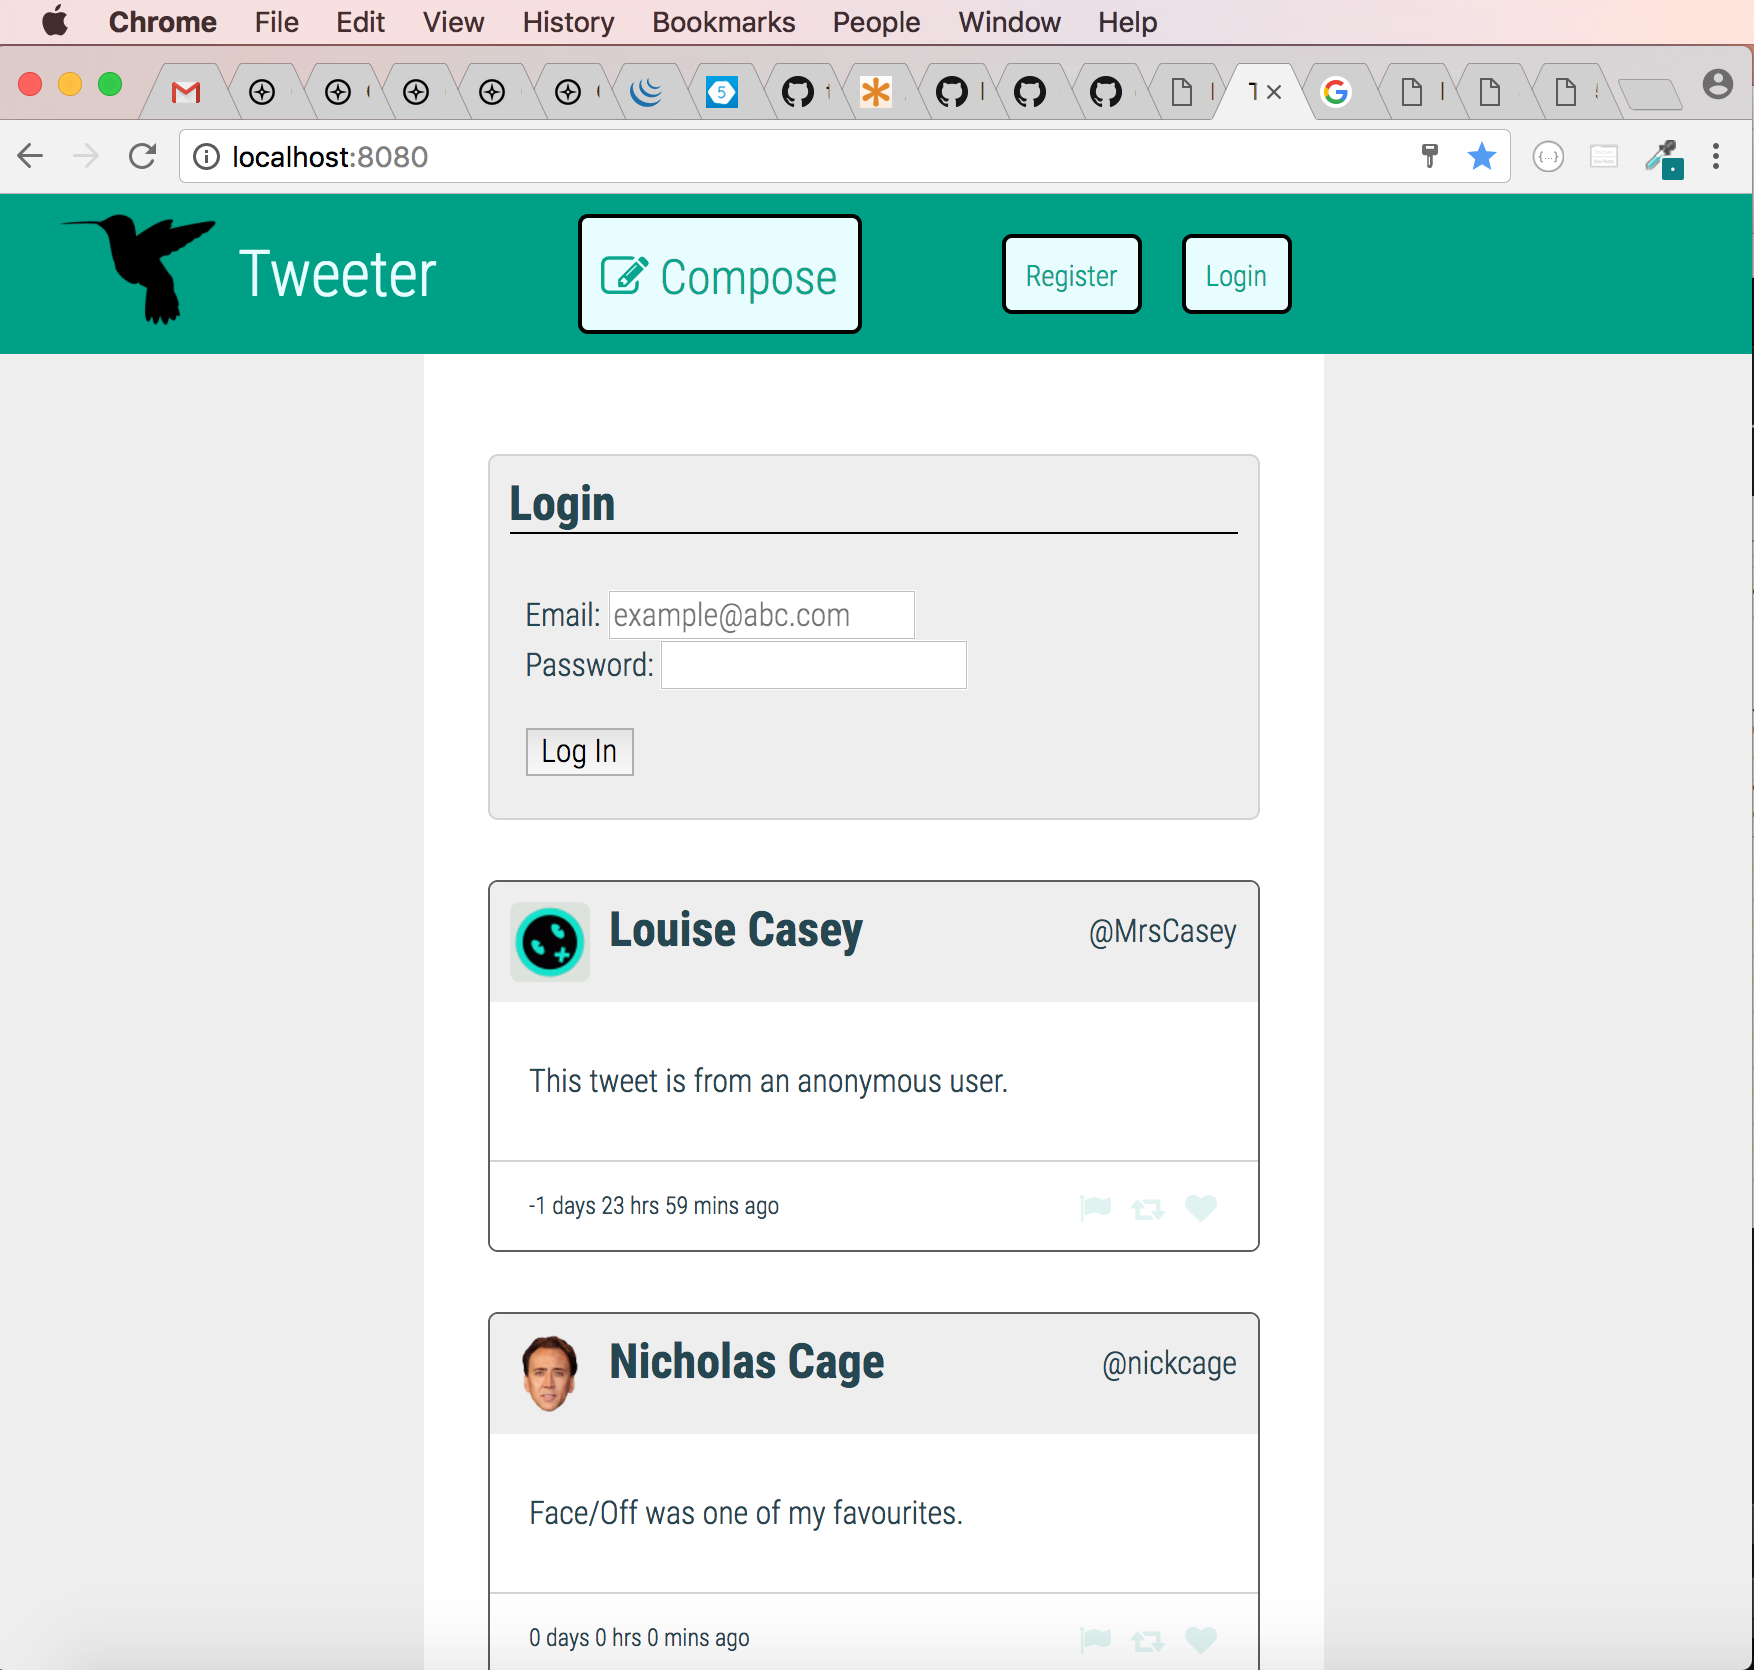 Chrome File Edit View History Bookmarks People Window Help
5
localhost:8080
Tweeter Compose Register Login
Login
Email: example@abc.com
Password:
Log In
Louise Casey @MrsCasey
This tweet is from an anonymous user.
-1 days 23 hrs 59 mins ago
Nicholas Cage @nickcage
Face/Off was one of my favourites.
0 days 0 hrs 0 mins ago